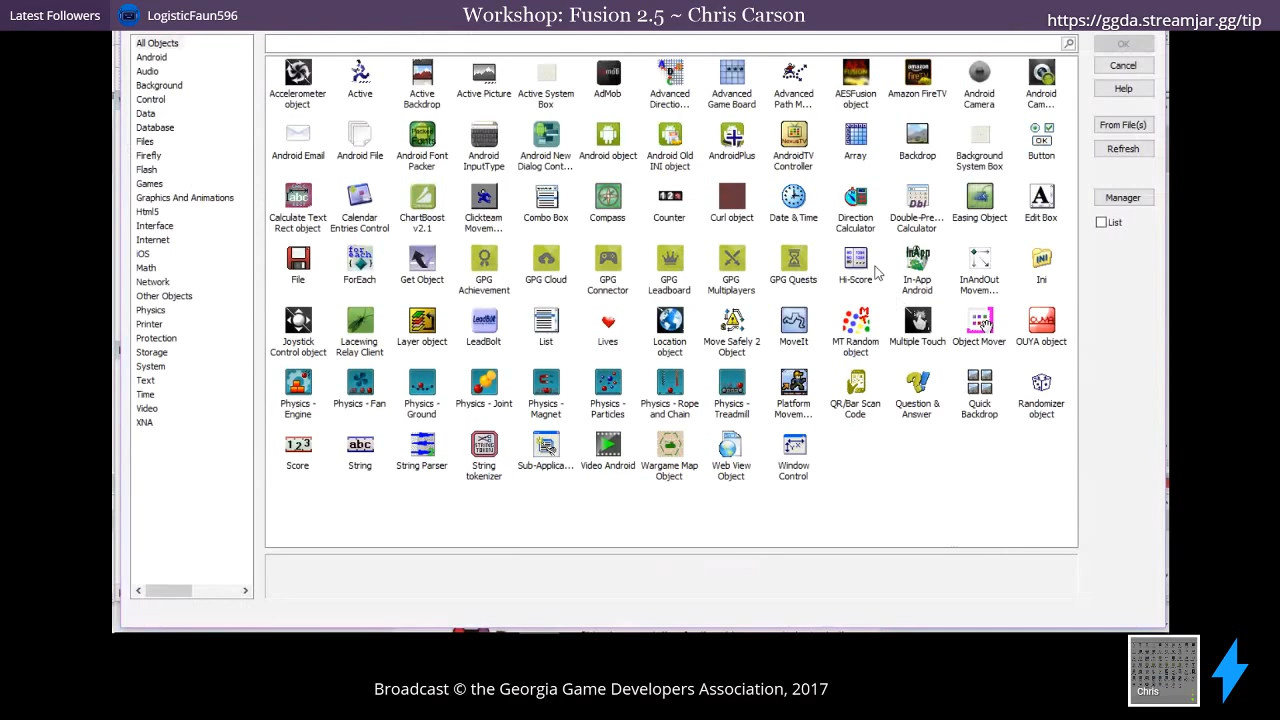 Latest Followers
LogisticFaun596
Workshop: Fusion 2.5 ~ Chris Carson
https://ggda.streamjar.gg/tip
All Objects
Android
Audio
Background
Control
Data
Database
Files
Firefly
Flash
Games
Graphics And Animations
Html5
Interface
Internet
iOS
Math
Network
Other Objects
Physics
Printer
Protection
Storage
System
Text
Time
Video
XNA
Accelerometer
object
Active
Active
Backdrop
Active Picture
Active System
Box
AdMob
Advanced
Directio...
Advanced
Game Board
Advanced
Path M...
AESFusion
object
Amazon FireTV
Android
Camera
Android
Cam...
Android Email
Android File
Android Font
Packer
Android
InputType
Android New
Dialog Cont...
Android object
Android Old
INI object
AndroidPlus
AndroidTV
Controller
Array
Backdrop
Background
System Box
Button
Calculate Text
Rect object
Calendar
Entries Control
ChartBoost
v2.1
Clickteam
Movem...
Combo Box
Compass
Counter
Curl object
Date & Time
Direction
Calculator
Double-Pre...
Calculator
Easing Object
Edit Box
File
ForEach
Get Object
GPG
Achievement
GPG Cloud
GPG
Connector
GPG
Leadboard
GPG
Multiplayers
GPG Quests
Hi-Score
In-App
Android
InAndOut
Movem...
Ini
Joystick
Control object
Lacewing
Relay Client
Layer object
LeadBolt
List
Lives
Location
object
Move Safely 2
Object
MoveIt
MT Random
object
Multiple Touch
Object Mover
OUYA object
Physics -
Engine
Physics - Fan
Physics -
Ground
Physics - Joint
Physics -
Magnet
Physics -
Particles
Physics - Rope
and Chain
Physics -
Treadmill
Platform
Movem...
QR/Bar Scan
Code
Question &
Answer
Quick
Backdrop
Randomizer
object
Score
String
String Parser
String
tokenizer
Sub-Applica...
Video Android
Wargame Map
Object
Web View
Object
Window
Control
OK
Cancel
Help
From File(s)
Refresh
Manager
List
Broadcast © the Georgia Game Developers Association, 2017
Chris